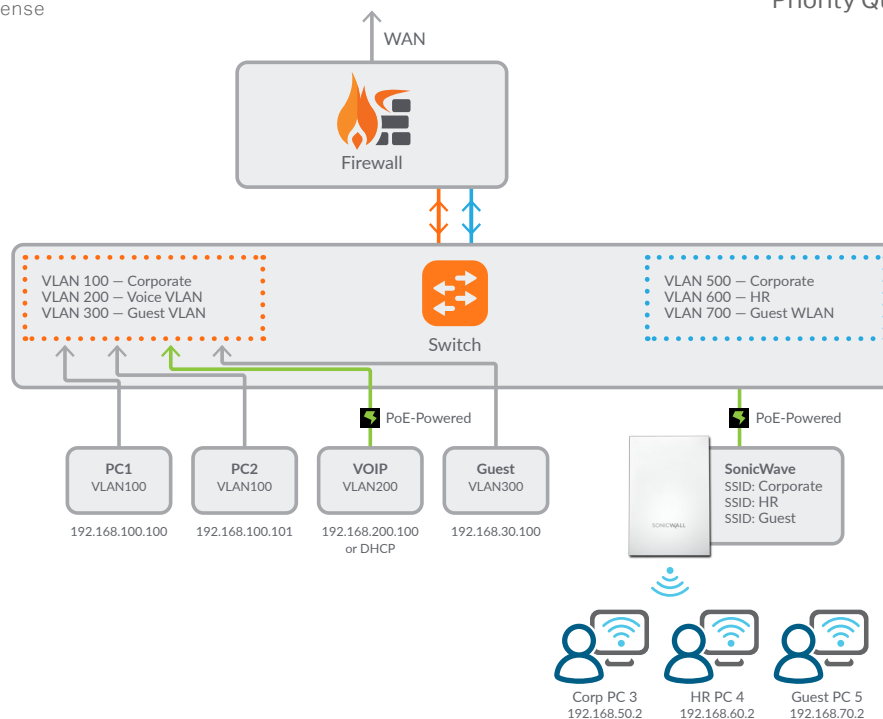 ense
Priority Qu
WAN
Firewall
VLAN 100 — Corporate
VLAN 200 — Voice VLAN
VLAN 300 — Guest VLAN
Switch
VLAN 500 — Corporate
VLAN 600 — HR
VLAN 700 — Guest WLAN
PoE-Powered
PoE-Powered
PC1
VLAN100
192.168.100.100
PC2
VLAN100
192.168.100.101
VOIP
VLAN200
192.168.200.100
or DHCP
Guest
VLAN300
192.168.30.100
SONICWALL
SonicWave
SSID: Corporate
SSID: HR
SSID: Guest
Corp PC 3
192.168.50.2
HR PC 4
192.168.60.2
Guest PC 5
192.168.70.2